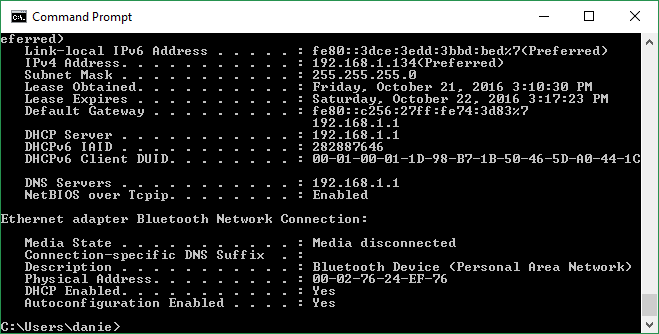 Command Prompt
eferred)
   Link-local IPv6 Address . . . . . : fe80::3dce:3edd:3bbd:bed%7(Preferred)
   IPv4 Address. . . . . . . . . . . : 192.168.1.134(Preferred)
   Subnet Mask . . . . . . . . . . . : 255.255.255.0
   Lease Obtained. . . . . . . . . . : Friday, October 21, 2016 3:10:30 PM
   Lease Expires . . . . . . . . . . : Saturday, October 22, 2016 3:17:23 PM
   Default Gateway . . . . . . . . . : fe80::c256:27ff:fe74:3d83%7
                                       192.168.1.1
   DHCP Server . . . . . . . . . . . : 192.168.1.1
   DHCPv6 IAID . . . . . . . . . . . : 282887646
   DHCPv6 Client DUID. . . . . . . . : 00-01-00-01-1D-98-B7-1B-50-46-5D-A0-44-1C
   DNS Servers . . . . . . . . . . . : 192.168.1.1
   NetBIOS over Tcpip. . . . . . . . : Enabled
Ethernet adapter Bluetooth Network Connection:
   Media State . . . . . . . . . . . : Media disconnected
   Connection-specific DNS Suffix  . :
   Description . . . . . . . . . . . : Bluetooth Device (Personal Area Network)
   Physical Address. . . . . . . . . : 00-02-76-24-EF-76
   DHCP Enabled. . . . . . . . . . . : Yes
   Autoconfiguration Enabled . . . . : Yes
C:\Users\danie>